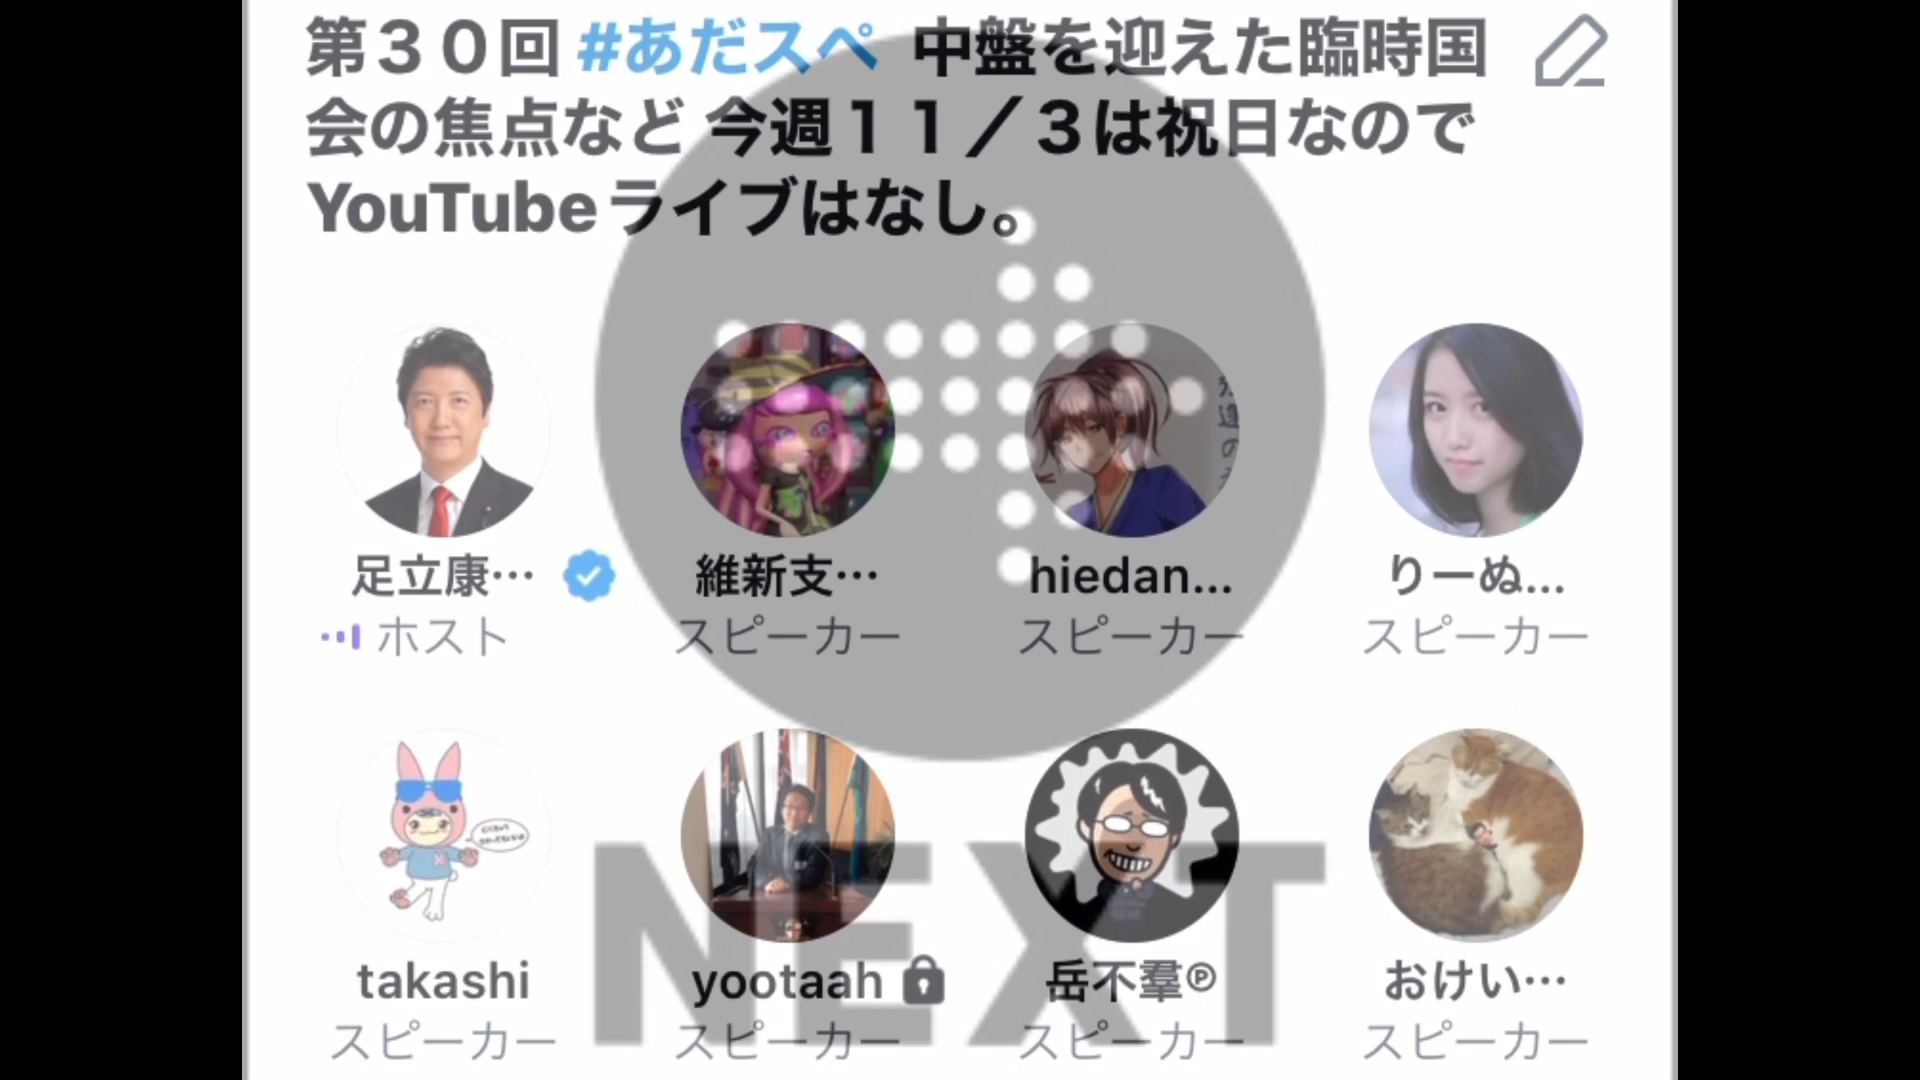 第３０回 #あだスペ 中盤を迎えた臨時国
会の焦点など 今週１１／３は祝日なので
YouTubeライブはなし。
足立康…
維新支…
hiedan...
りーぬ...
ホスト
スピーカー
スピーカー
スピーカー
takashi
yootaah
岳不羣℗
おけい…
スピーカー
スピーカー
スピーカー
スピーカー
NEXT